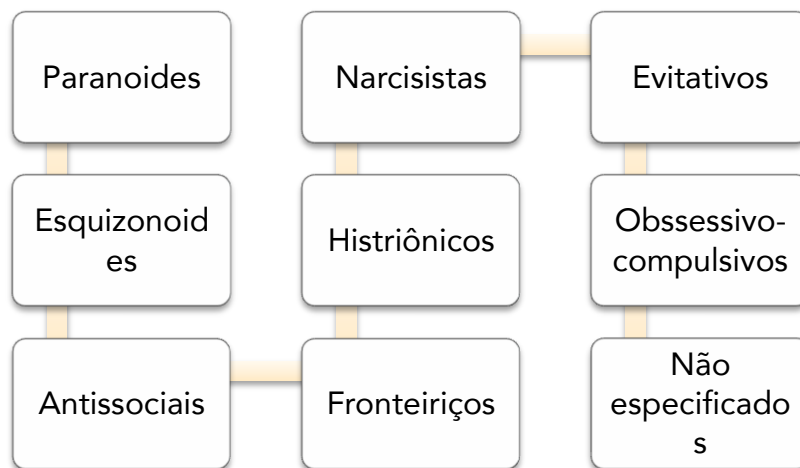 Paranoides
Esquizonoid
es
Antissociais
Fronteiriços
Histriônicos
Narcisistas
Evitativos
Obssessivo-
compulsivos
Não
especificado
s